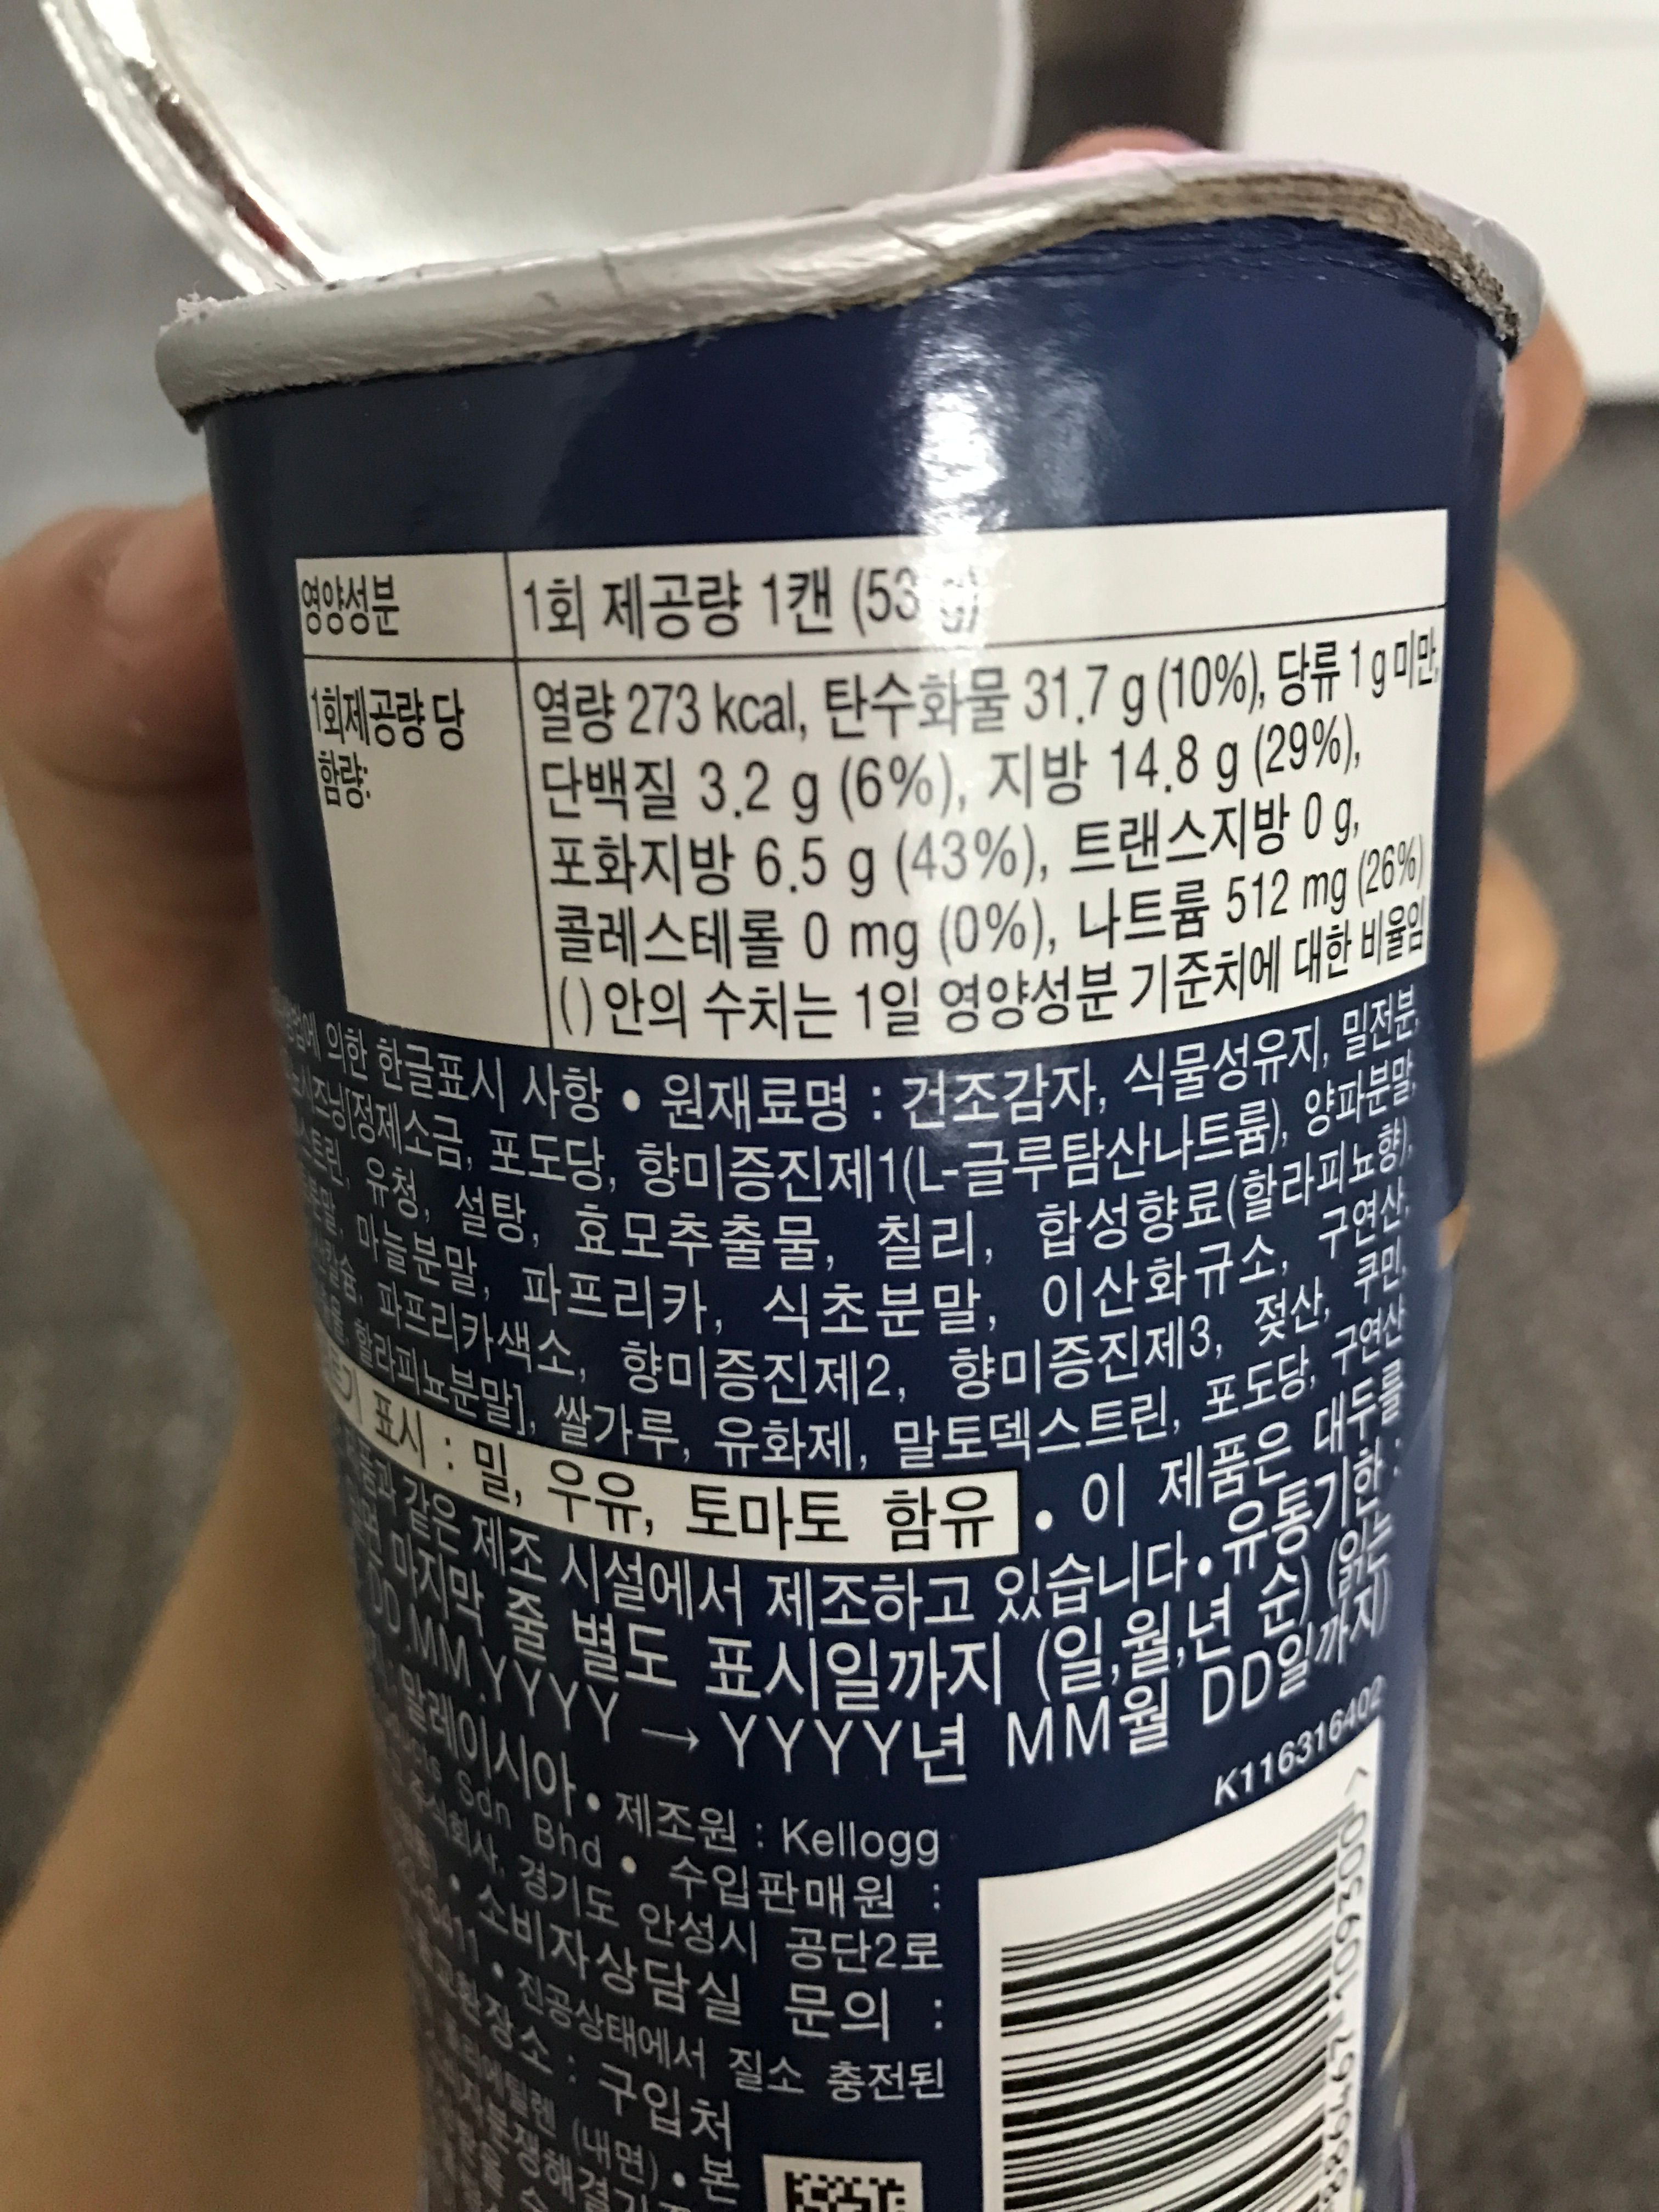 영양성분
1회 제공량 1캔 (53 g)
1회제공량당
함량:
열량 273 kcal, 탄수화물 31.7 g (10%), 당류 1 g 미만,
단백질 3.2 g (6%), 지방 14.8 g (29%),
포화지방 6.5 g (43%), 트랜스지방 0 g,
콜레스테롤 0 mg (0%), 나트륨 512 mg (26%)
( ) 안의 수치는 1일 영양성분 기준치에 대한 비율임
의한 한글표시 사항 • 원재료명 : 건조감자, 식물성유지, 밀전분,
[정제소금, 포도당, 향미증진제1(L-글루탐산나트륨), 양파분말,
유청, 설탕, 효모추출물, 칠리, 합성향료(할라피뇨향),
마늘분말, 파프리카, 식초분말, 이산화규소, 구연산,
파프리카색소, 향미증진제2, 향미증진제3, 젖산, 쿠민,
할라피뇨분말], 쌀가루, 유화제, 말토덱스트린, 포도당, 구연산
표시 : 밀, 우유, 토마토 함유 • 이 제품은 대두를
같은 제조 시설에서 제조하고 있습니다 • 유통기한 :
마지막 줄 별도 표시일까지 (일,월,년 순) (읽는
DD MM YYYY → YYYY년 MM월 DD일까지)
말레이시아 • 제조원 : Kellogg
Sdn Bhd • 수입판매원 :
주식회사, 경기도 안성시 공단2로
• 소비자상담실 문의 :
• 진공상태에서 질소 충전된
교환장소 : 구입처
(내면) • 본
K116316402